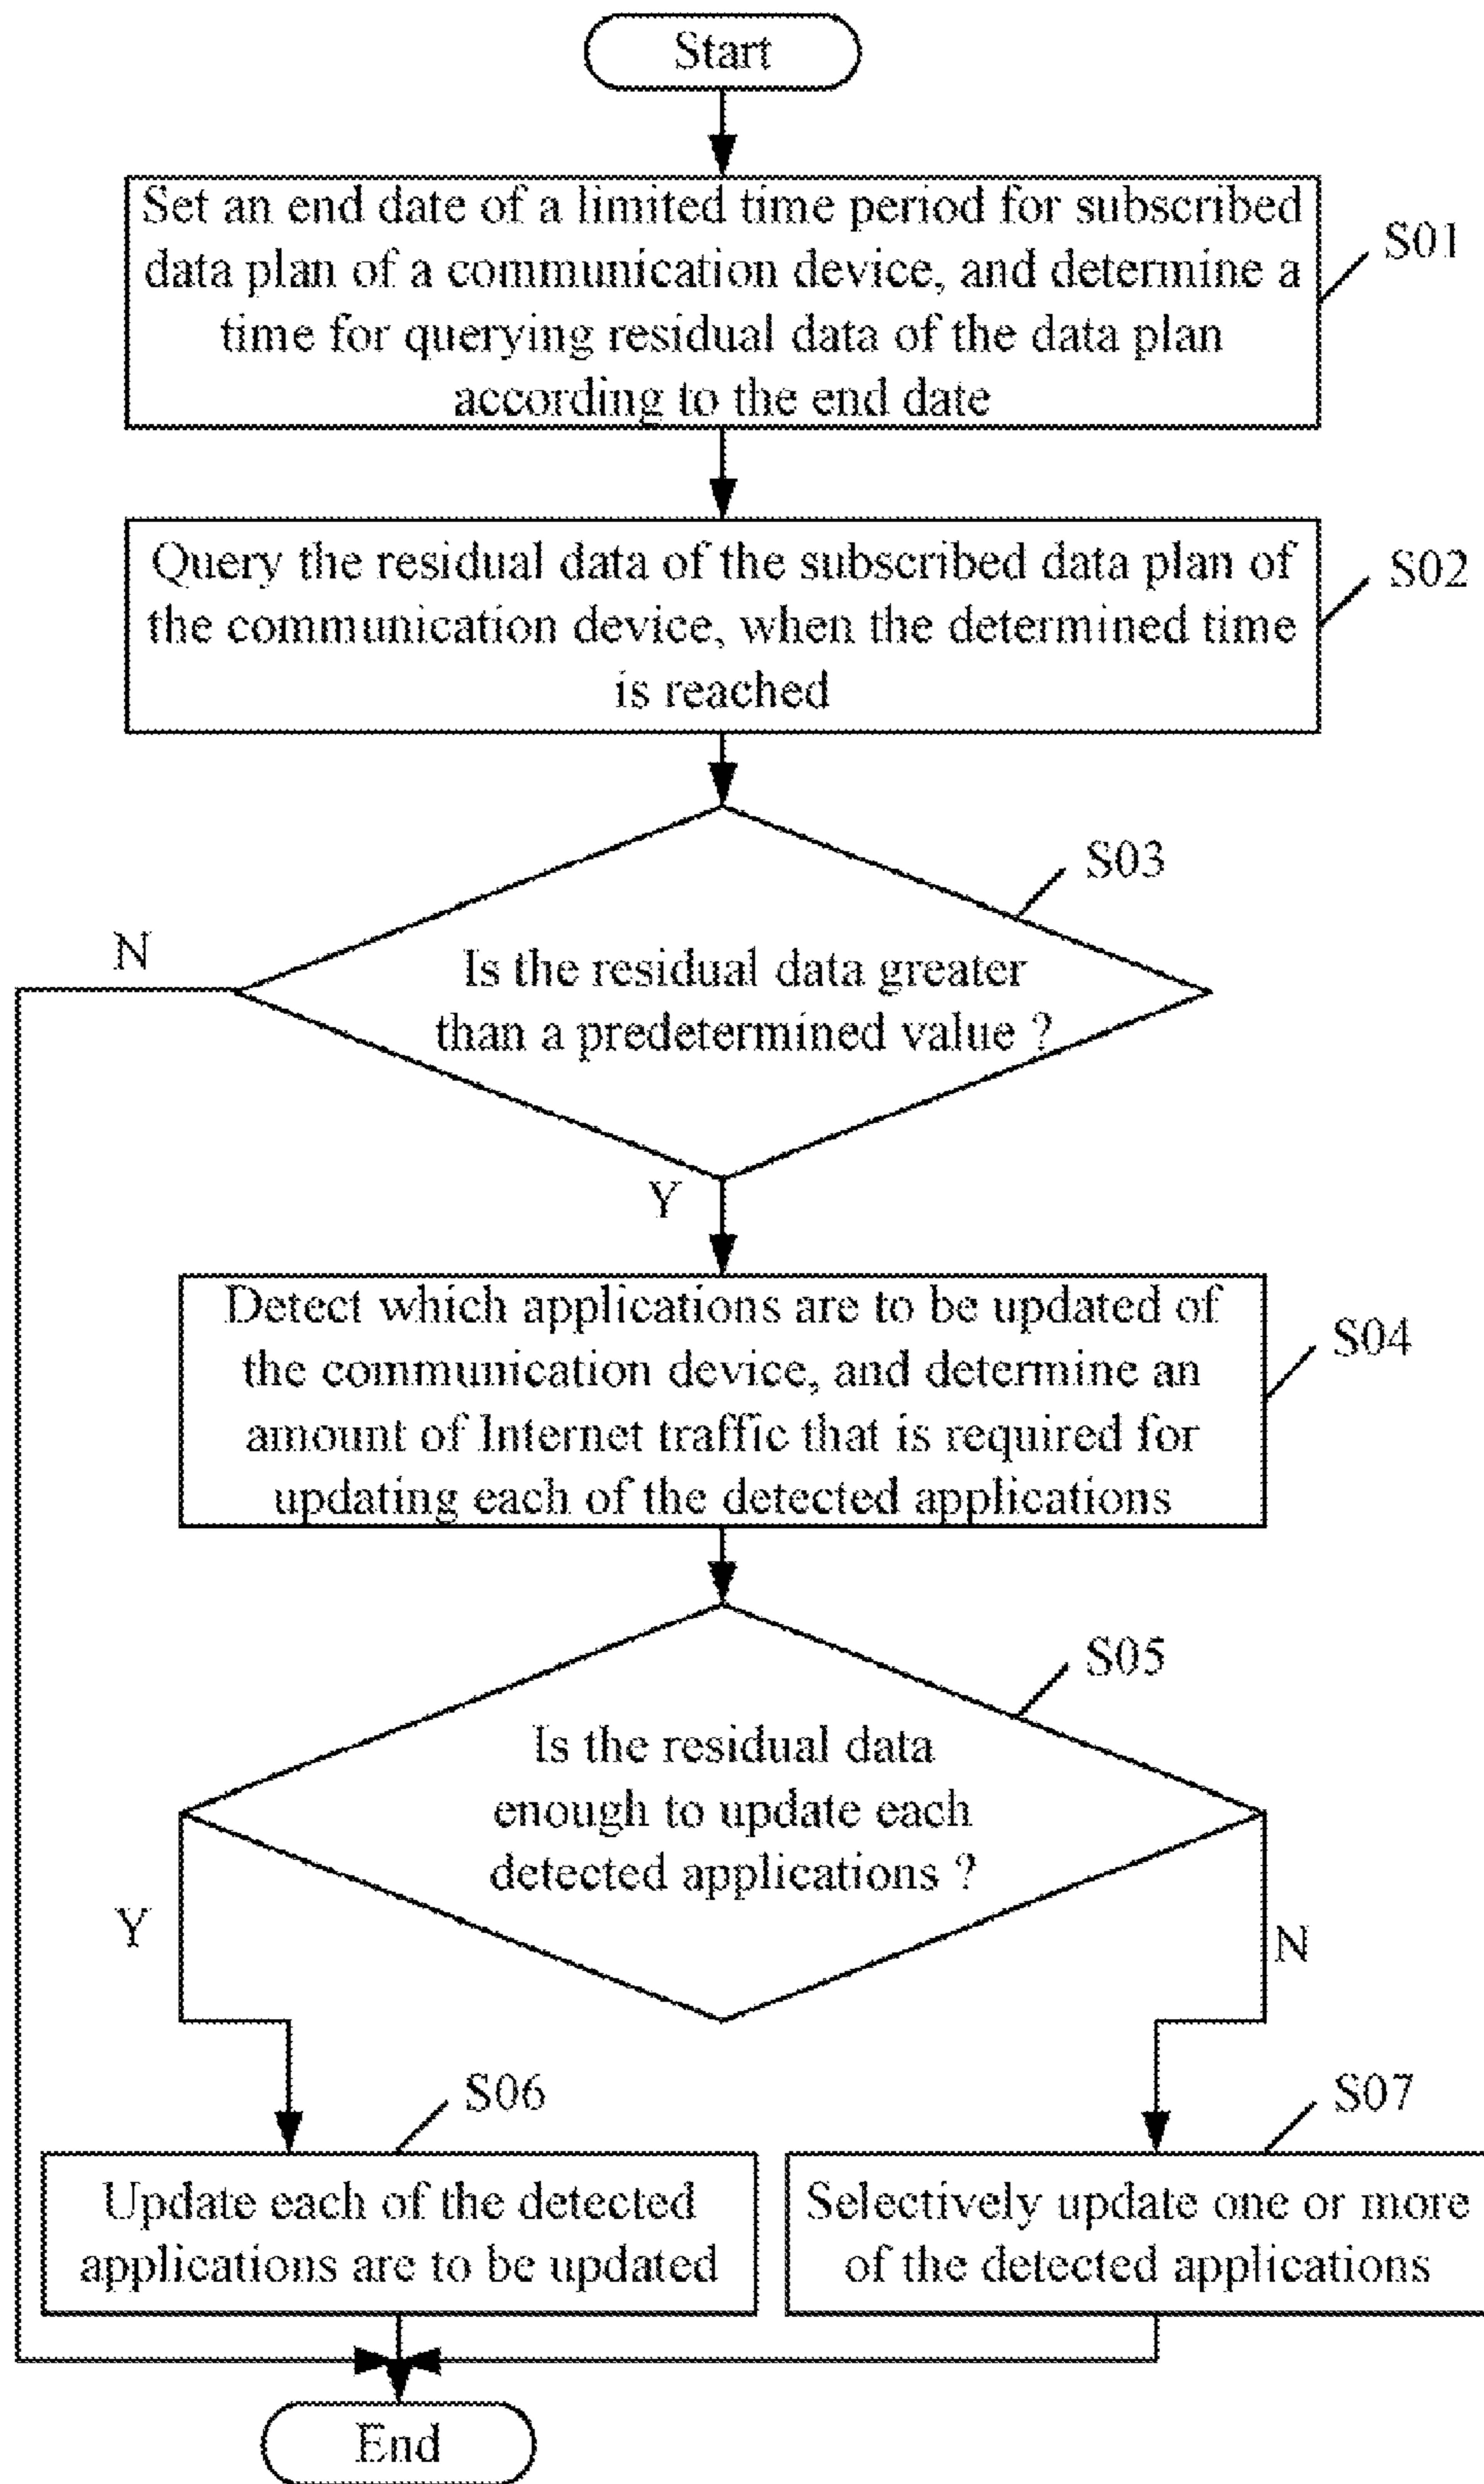 Start
Set an end date of a limited time period for subscribed
data plan of a communication device, and determine a
time for querying residual data of the data plan
according to the end date
S01
Query the residual data of the subscribed data plan of
the communication device, when the determined time
is reached
S02
S03
N
Is the residual data greater
than a predetermined value ?
Y
Detect which applications are to be updated of
the communication device, and determine an
amount of Internet traffic that is required for
updating each of the detected applications
S04
S05
Is the residual data
enough to update each
detected applications ?
Y
N
S06
S07
Update each of the detected
applications are to be updated
Selectively update one or more
of the detected applications
End